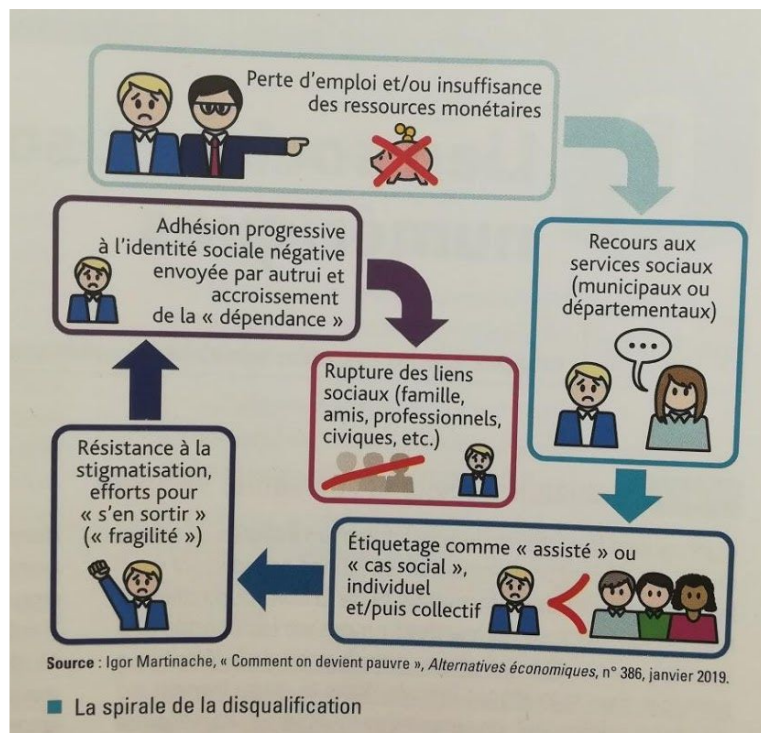 Perte d'emploi et/ou insuffisance
des ressources monétaires
Recours aux
services sociaux
(municipaux ou
départementaux)
...
Étiquetage comme « assisté » ou
« cas social »,
individuel
et/puis collectif
Résistance à la
stigmatisation,
efforts pour
« s'en sortir »
(« fragilité »)
Adhésion progressive
à l'identité sociale négative
envoyée par autrui et
accroissement
de la « dépendance »
Rupture des liens
sociaux (famille,
amis, professionnels,
civiques, etc.)
Source : Igor Martinache, « Comment on devient pauvre », Alternatives économiques, n° 386, janvier 2019.
La spirale de la disqualification